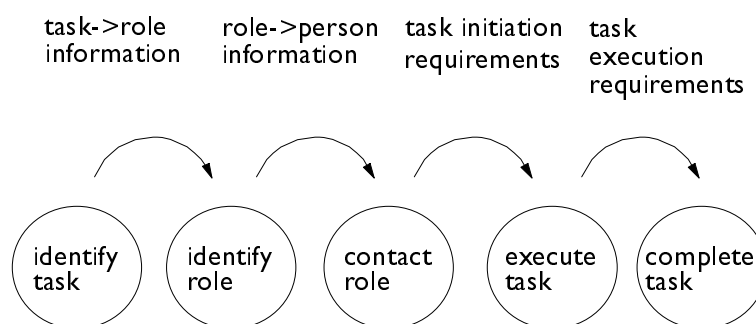 task->role
information
role->person
information
task initiation
requirements
task
execution
requirements
identify
task
identify
role
contact
role
execute
task
complete
task